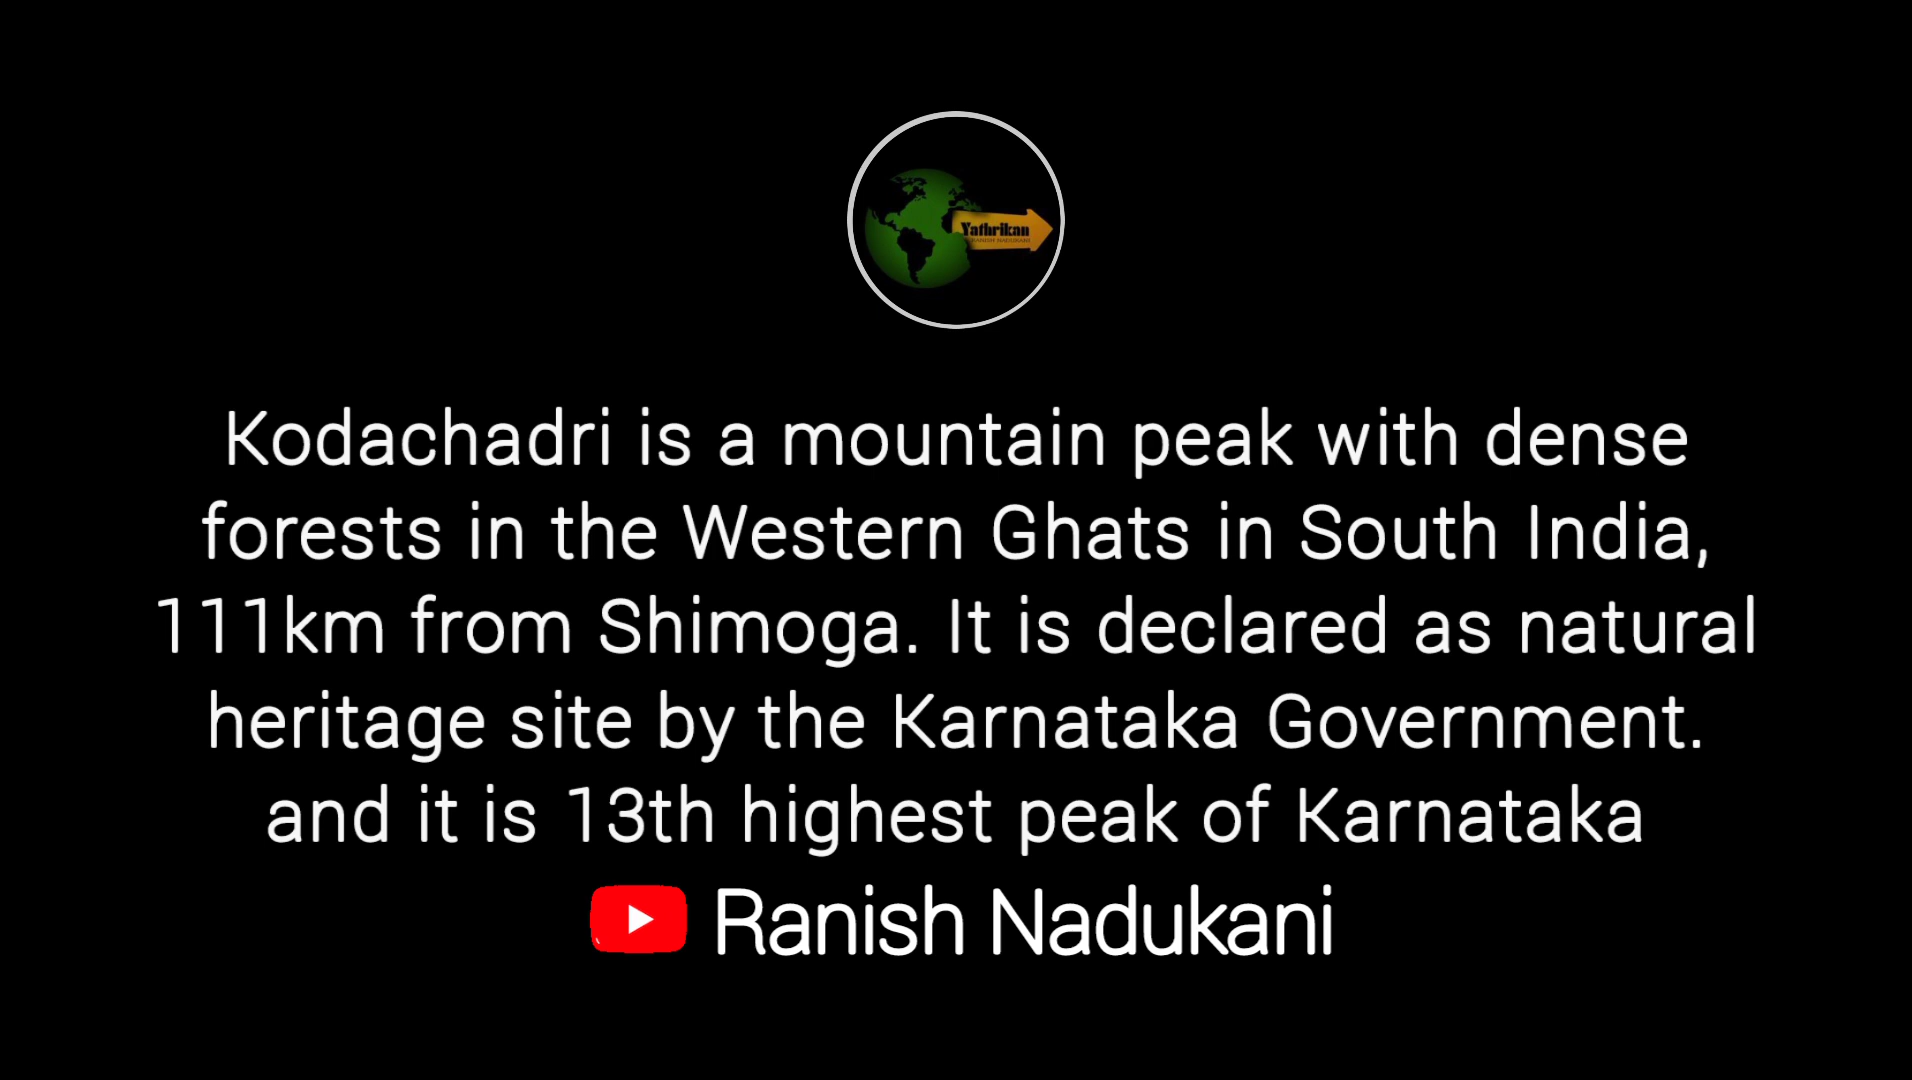 Yathrikan
RANISH NADUKANI
Kodachadri is a mountain peak with dense
forests in the Western Ghats in South India,
111km from Shimoga. It is declared as natural
heritage site by the Karnataka Government.
and it is 13th highest peak of Karnataka
Ranish Nadukani